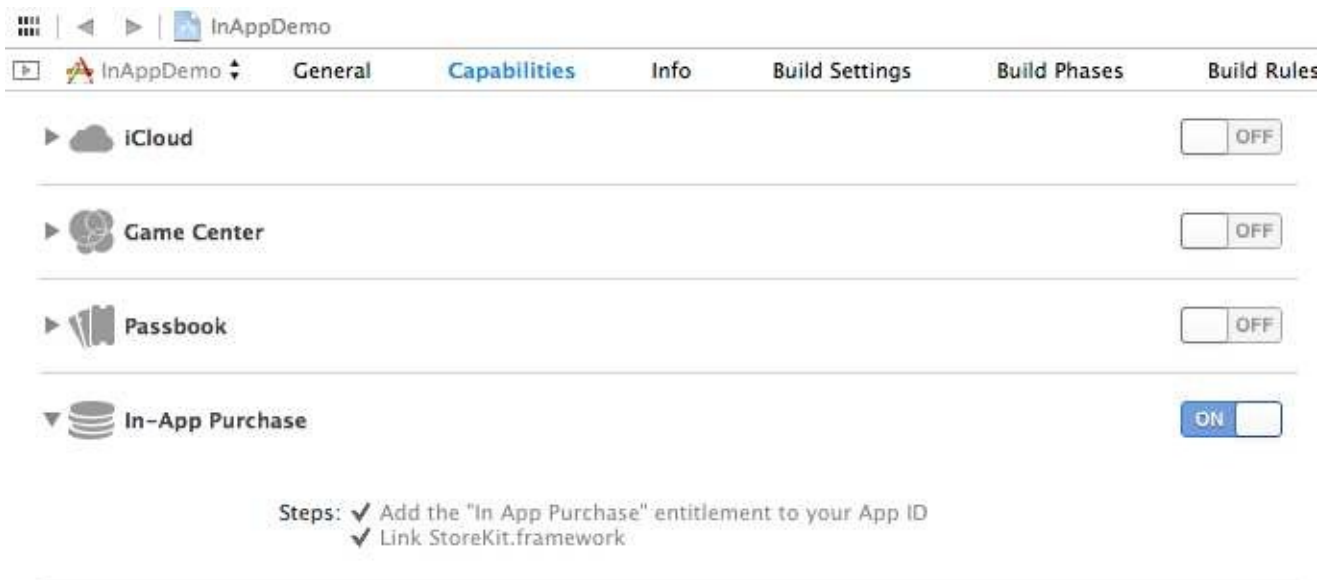 InAppDemo
InAppDemo General Capabilities Info Build Settings Build Phases Build Rules
iCloud OFF
Game Center OFF
Passbook OFF
In-App Purchase ON
Steps: ✔ Add the "In App Purchase" entitlement to your App ID
✔ Link StoreKit.framework